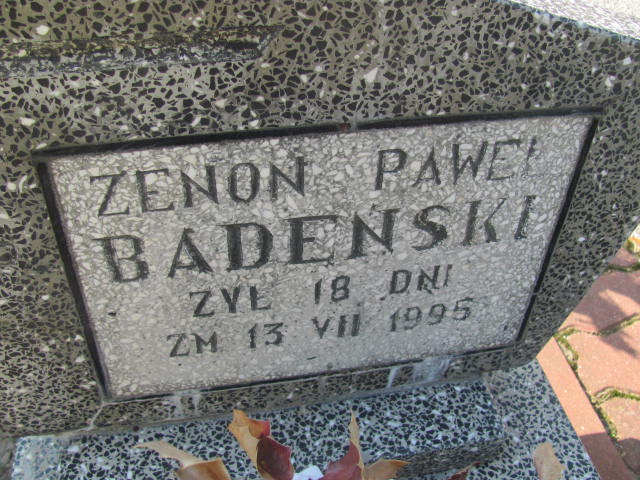 ZENON PAWEŁ
BADEŃSKI
ŻYŁ 18 DNI
ZM 13 VII 1995